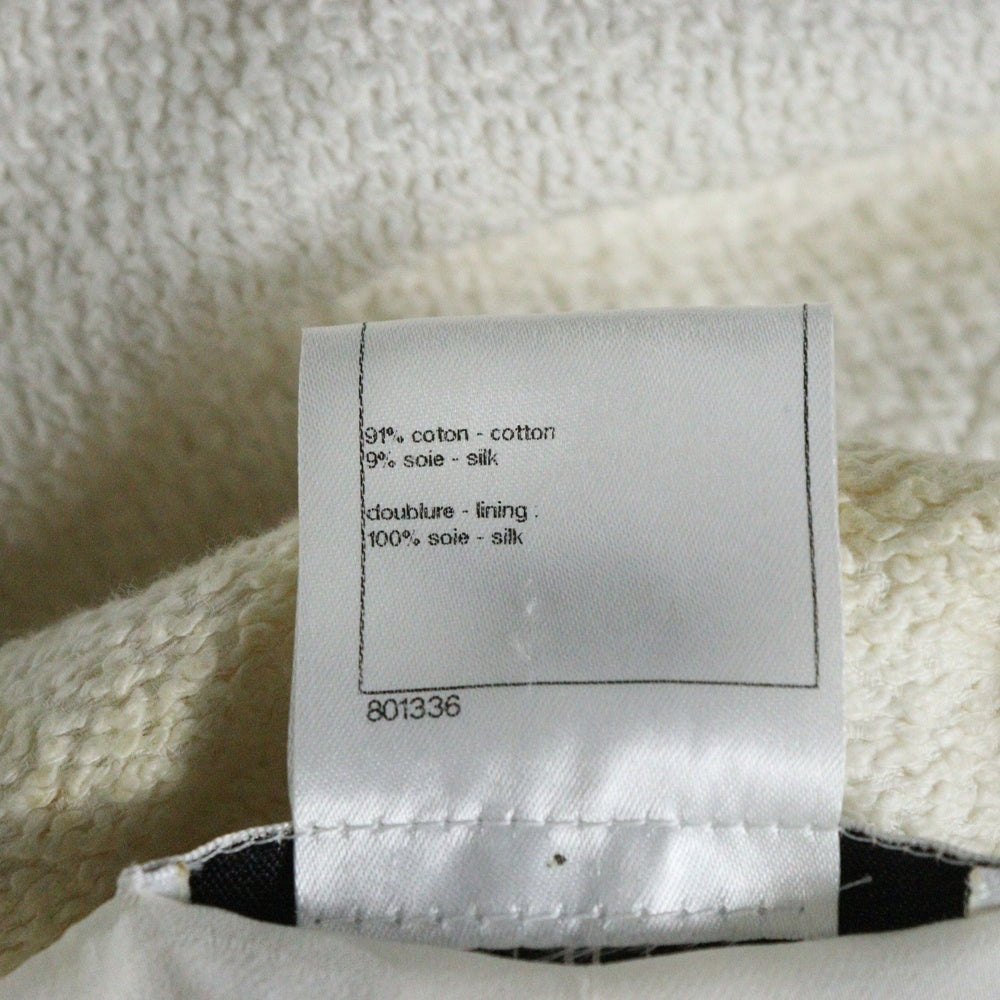 91% coton - cotton
9% soie - silk
doublure - lining :
100% soie - silk
801336